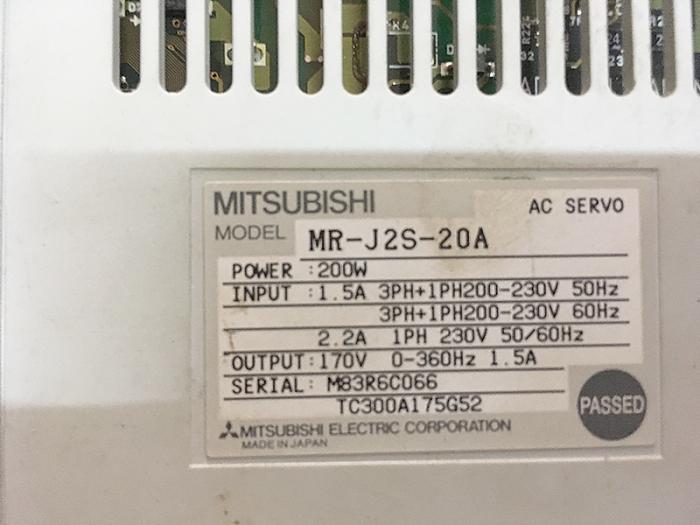 K4
R224
MITSUBISHI
AC SERVO
MODEL MR-J2S-20A
POWER :200W
INPUT :1.5A 3PH+1PH200-230V 50Hz
3PH+1PH200-230V 60Hz
2.2A 1PH 230V 50/60Hz
OUTPUT:170V 0-360Hz 1.5A
SERIAL: M83R6C066
TC300A175G52
PASSED
MITSUBISHI ELECTRIC CORPORATION
MADE IN JAPAN